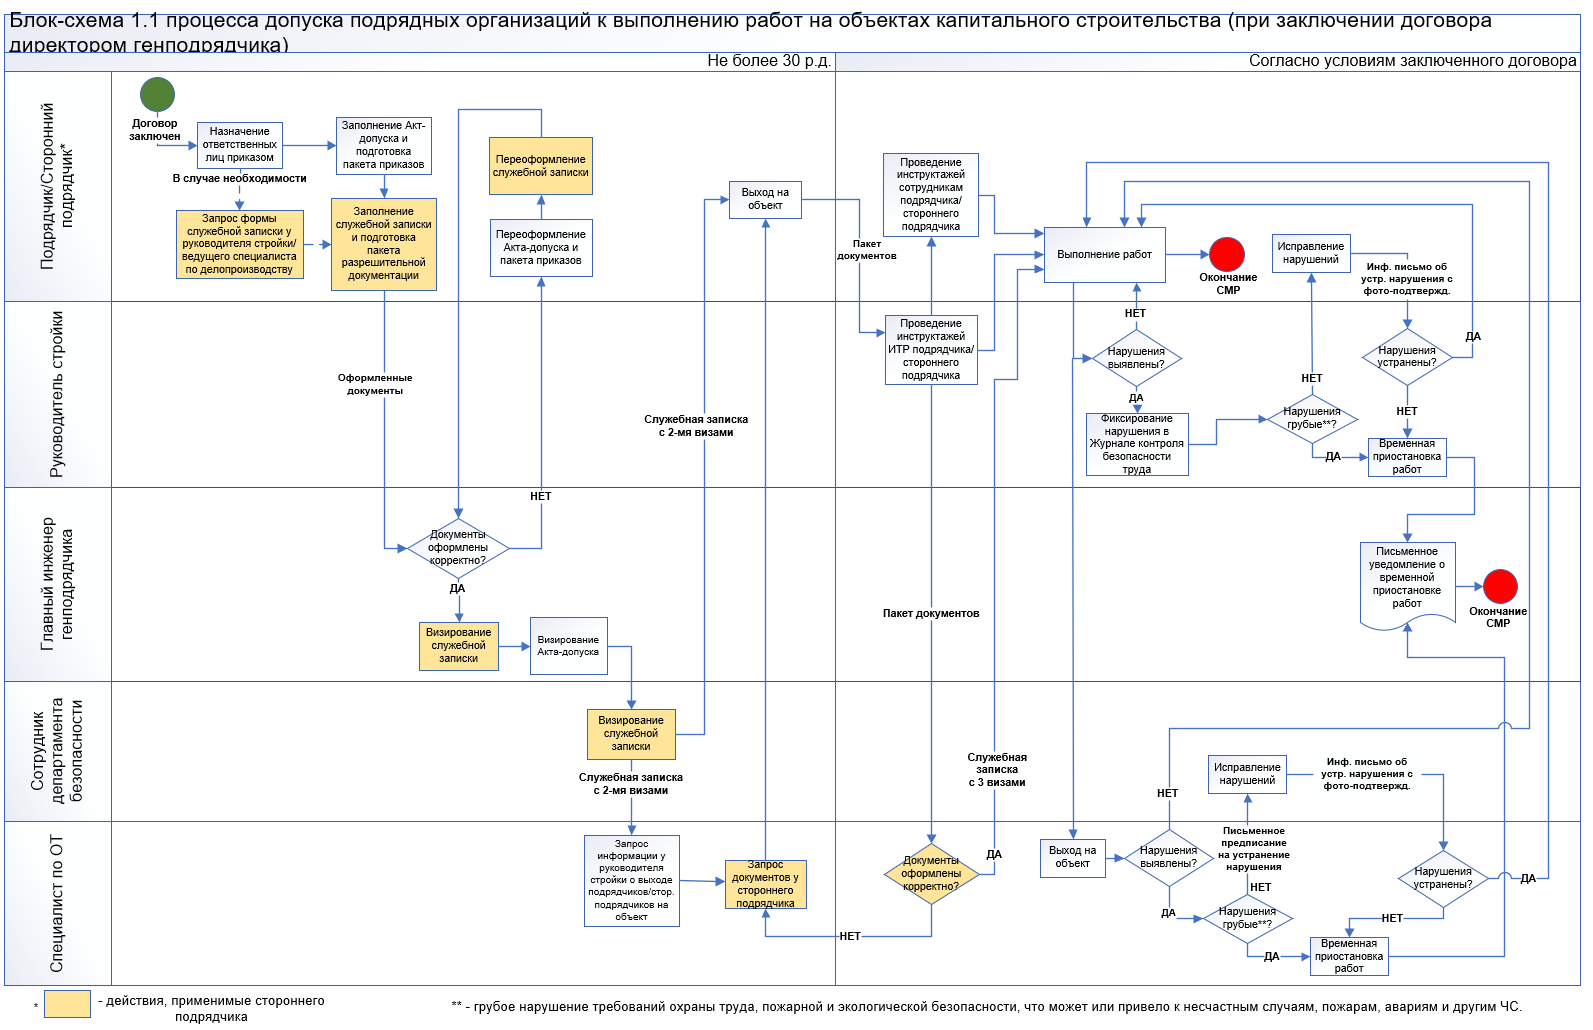 Блок-схема 1.1 процесса допуска подрядных организаций к выполнению работ на объектах капитального строительства (при заключении договора
директором генподрядчика)
Не более 30 р.д.
Согласно условиям заключенного договора
Подрядчик/Сторонний
подрядчик*
Договор
заключен
Назначение
ответственных
лиц приказом
В случае необходимости
Запрос формы
служебной записки у
руководителя стройки/
ведущего специалиста
по делопроизводству
Заполнение Акт-
допуска и
подготовка
пакета приказов
Заполнение
служебной записки
и подготовка
пакета
разрешительной
документации
Переоформление
служебной записки
Переоформление
Акта-допуска и
пакета приказов
Выход на
объект
Пакет
документов
Проведение
инструктажей
сотрудникам
подрядчика/
стороннего
подрядчика
Выполнение работ
Окончание
СМР
Исправление
нарушений
Инф. письмо об
устр. нарушения с
фото-подтвержд.
Руководитель стройки
Оформленные
документы
Служебная записка
с 2-мя визами
Проведение
инструктажей
ИТР подрядчика/
стороннего
подрядчика
НЕТ
Нарушения
выявлены?
ДА
Фиксирование
нарушения в
Журнале контроля
безопасности
труда
НЕТ
Нарушения
грубые**?
ДА
Нарушения
устранены?
ДА
НЕТ
Временная
приостановка
работ
Главный инженер
генподрядчика
НЕТ
Документы
оформлены
корректно?
ДА
Визирование
служебной
записки
Визирование
Акта-допуска
Пакет документов
Письменное
уведомление о
временной
приостановке
работ
Окончание
СМР
Сотрудник
департамента
безопасности
Визирование
служебной
записки
Служебная записка
с 2-мя визами
Служебная
записка
с 3 визами
НЕТ
Исправление
нарушений
Инф. письмо об
устр. нарушения с
фото-подтвержд.
Специалист по ОТ
Запрос
информации у
руководителя
стройки о выходе
подрядчиков/стор.
подрядчиков на
объект
Запрос
документов у
стороннего
подрядчика
НЕТ
Документы
оформлены
корректно?
ДА
Выход на
объект
Нарушения
выявлены?
ДА
Письменное
предписание
на устранение
нарушения
НЕТ
Нарушения
грубые**?
ДА
Временная
приостановка
работ
НЕТ
Нарушения
устранены?
ДА
* - действия, применимые стороннего
подрядчика
** - грубое нарушение требований охраны труда, пожарной и экологической безопасности, что может или привело к несчастным случаям, пожарам, авариям и другим ЧС.